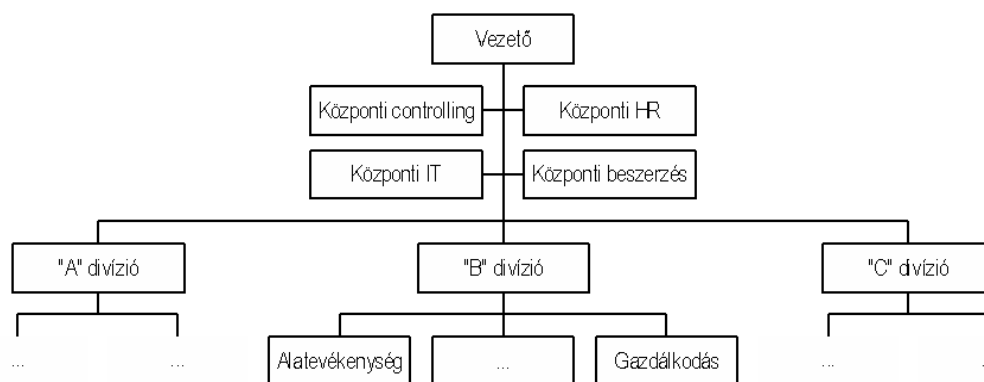 Vezető
Központi controlling
Központi HR
Központi IT
Központi beszerzés
"A" divízió
"B" divízió
"C" divízió
...
...
Alatevékenység
...
Gazdálkodás
...
...